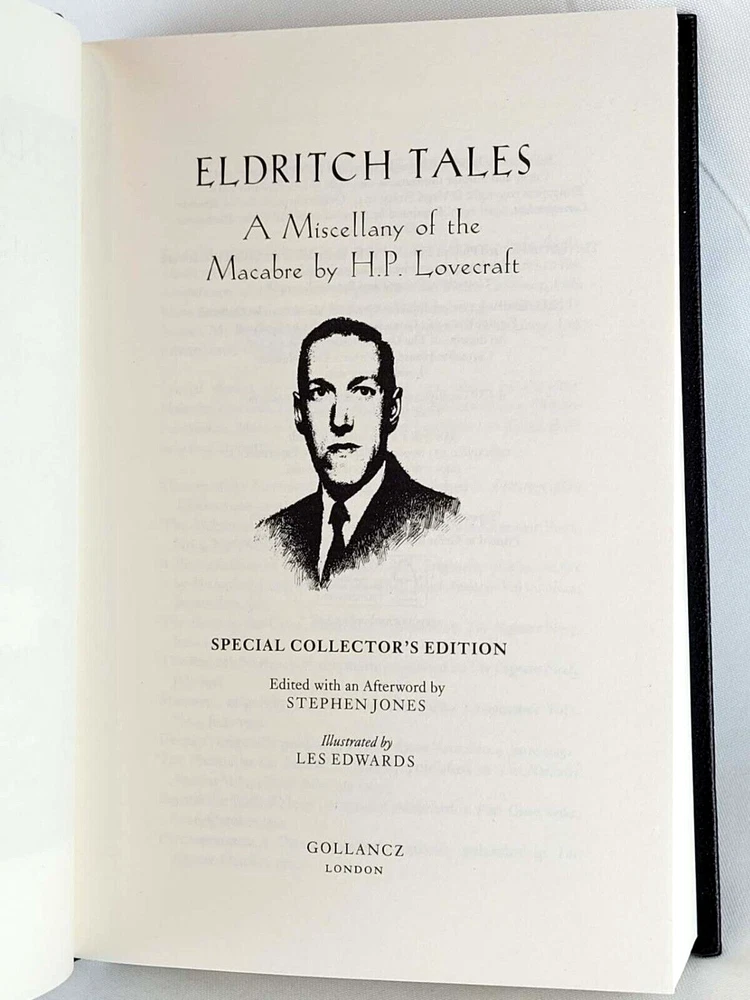 ELDRITCH TALES
A Miscellany of the
Macabre by H.P. Lovecraft
SPECIAL COLLECTOR'S EDITION
Edited with an Afterword by
STEPHEN JONES
Illustrated by
LES EDWARDS
GOLLANCZ
LONDON